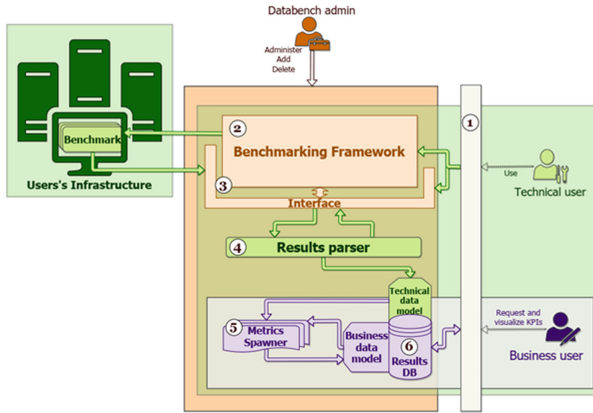 Databench admin
Administer
Add
Delete
Benchmark
Users's Infrastructure
2
Benchmarking Framework
3
Interface
1
Use
Technical user
4
Results parser
Technical
data
model
5
Metrics
Spawner
Business
data
model
6
Results
DB
Request and
visualize KPIs
Business user